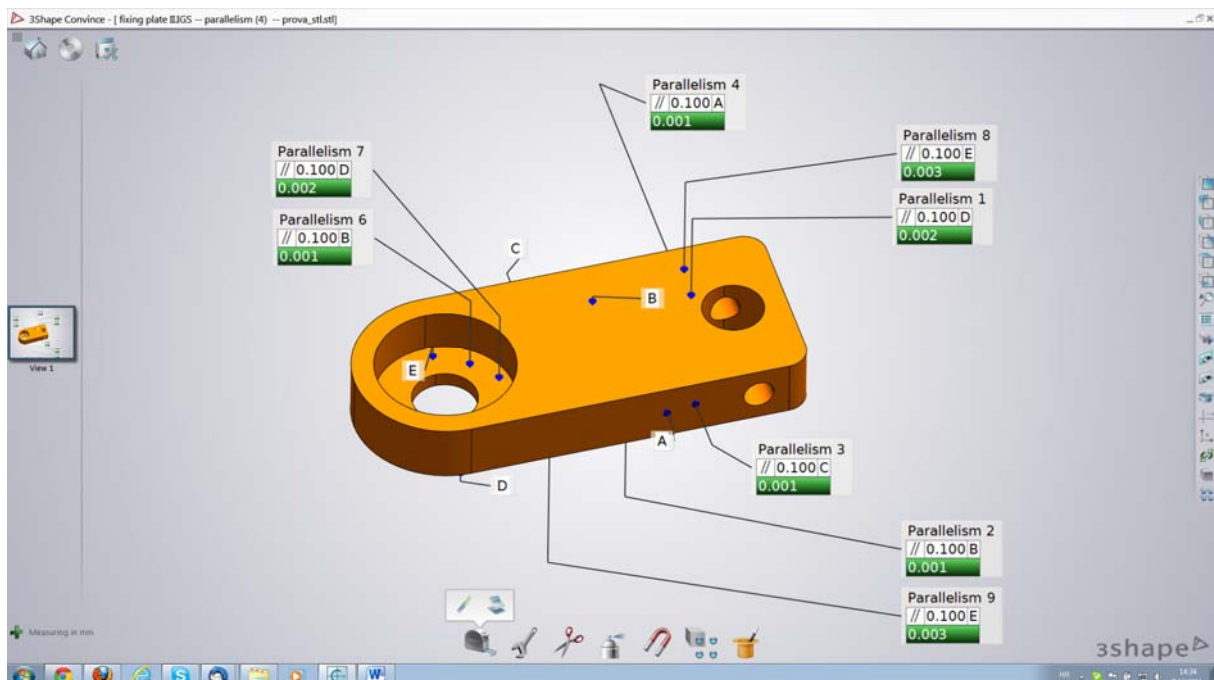 3Shape Convince - [ fixing plate II.IGS -- parallelism (4) -- prova_stl.stl]
Parallelism 4
// 0.100 A
0.001
Parallelism 8
// 0.100 E
0.003
Parallelism 7
// 0.100 D
0.002
Parallelism 1
// 0.100 D
0.002
Parallelism 6
// 0.100 B
0.001
C
B
E
View 1
A
Parallelism 3
// 0.100 C
0.001
D
Parallelism 2
// 0.100 B
0.001
Parallelism 9
// 0.100 E
0.003
Measuring in mm
3shape
HR
14:34